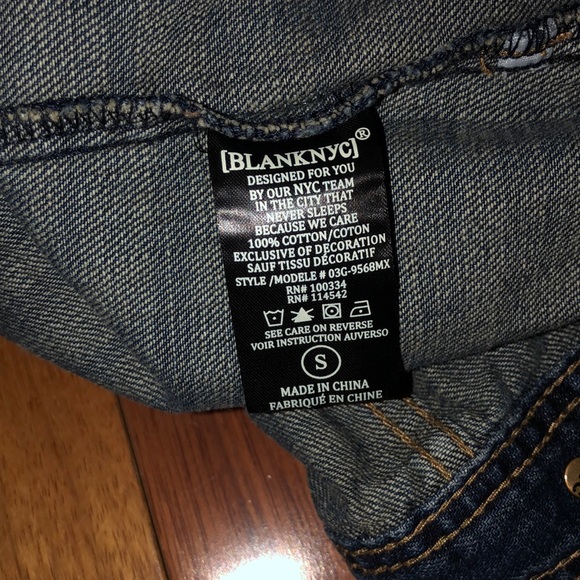 [BLANKNYC]®
DESIGNED FOR YOU
BY OUR NYC TEAM
IN THE CITY THAT
NEVER SLEEPS
BECAUSE WE CARE
100% COTTON/COTON
EXCLUSIVE OF DECORATION
SAUF TISSU DÉCORATIF
STYLE /MODELE # 03G-9568MX
RN# 100334
RN# 114542
SEE CARE ON REVERSE
VOIR INSTRUCTION AUVERSO
S
MADE IN CHINA
FABRIQUÉ EN CHINE